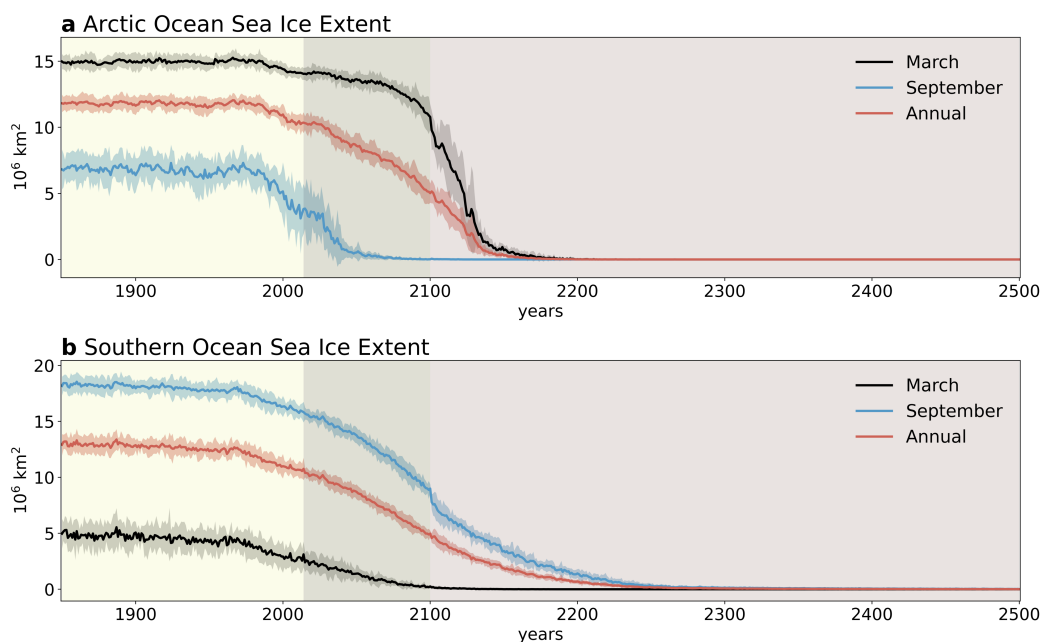 a Arctic Ocean Sea Ice Extent
15
10
5
0
10⁶ km²
March
September
Annual
1900 2000 2100 2200 2300 2400 2500
years
b Southern Ocean Sea Ice Extent
20
15
10
5
0
10⁶ km²
March
September
Annual
1900 2000 2100 2200 2300 2400 2500
years